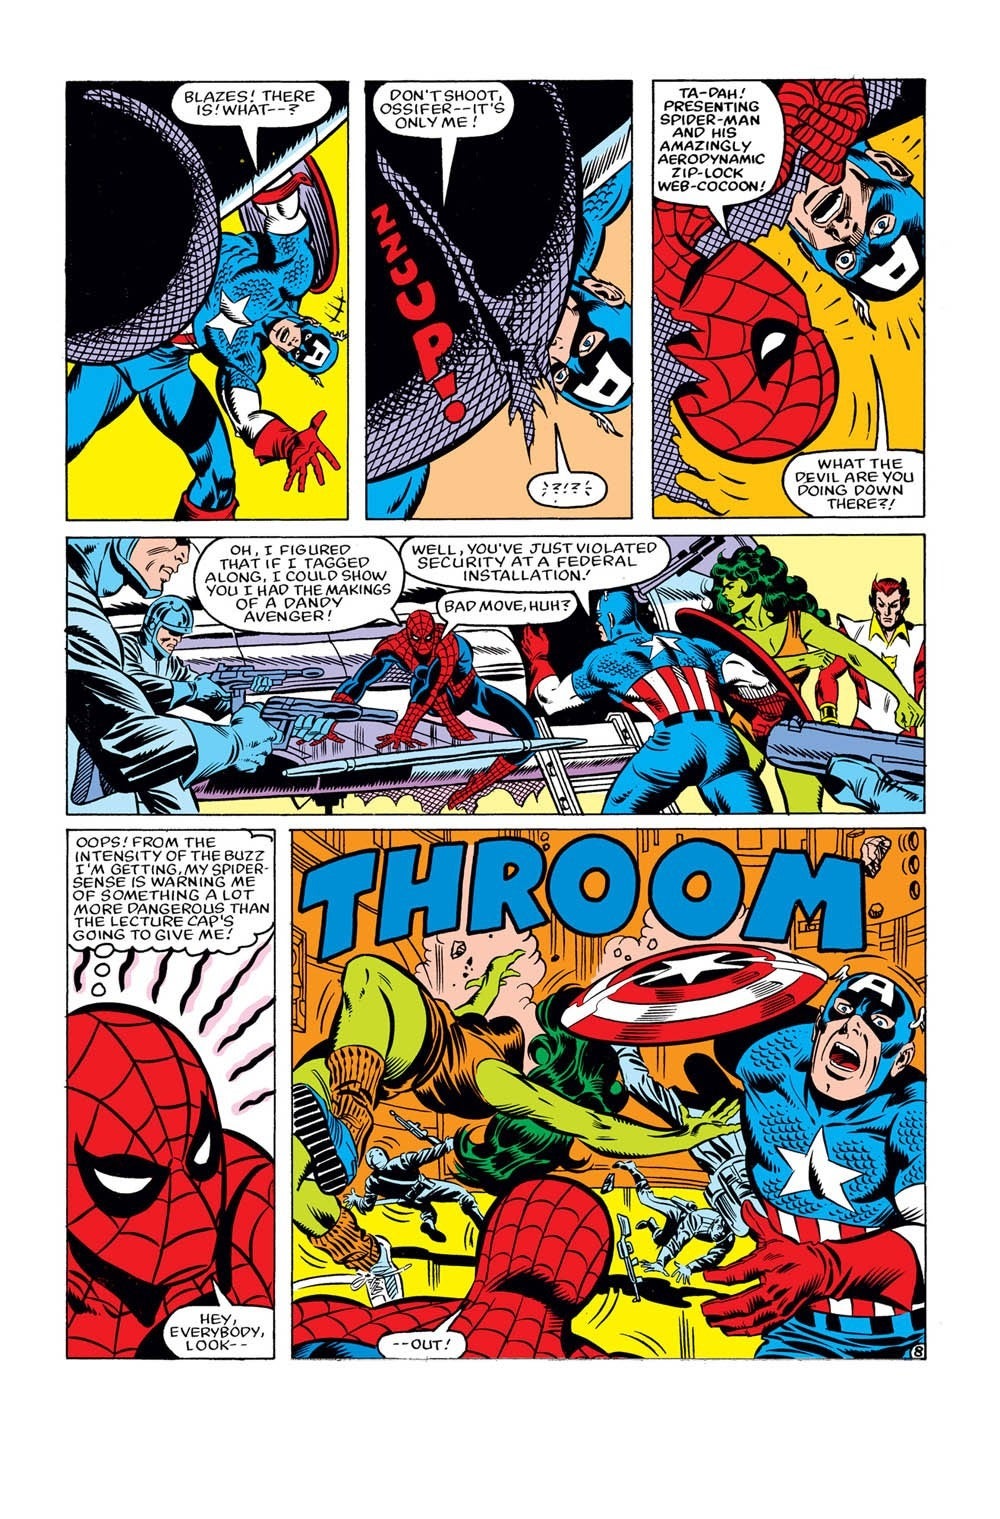 BLAZES! THERE
IS! WHAT--?
DON'T SHOOT,
OSSIFER--IT'S
ONLY ME!
ZZZUP!
!?!?!
TA-DAH!
PRESENTING
SPIDER-MAN
AND HIS
AMAZINGLY
AERODYNAMIC
ZIP-LOCK
WEB-COCOON!
WHAT THE
DEVIL ARE YOU
DOING DOWN
THERE?!
OH, I FIGURED
THAT IF I TAGGED
ALONG, I COULD SHOW
YOU I HAD THE MAKINGS
OF A DANDY
AVENGER!
WELL, YOU'VE JUST VIOLATED
SECURITY AT A FEDERAL
INSTALLATION!
BAD MOVE, HUH?
OOPS! FROM THE
INTENSITY OF THE BUZZ
I'M GETTING, MY SPIDER-
SENSE IS WARNING ME
OF SOMETHING A LOT
MORE DANGEROUS THAN
THE LECTURE CAP'S
GOING TO GIVE ME!
HEY,
EVERYBODY,
LOOK--
THROOM
A
--OUT!
8